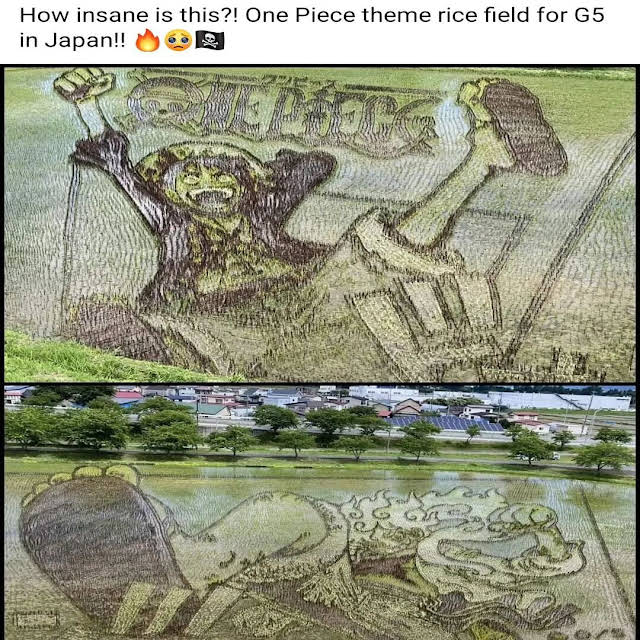 How insane is this?! One Piece theme rice field for G5
in Japan!! 🔥🥹🏴‍☠️
ONE PIECE